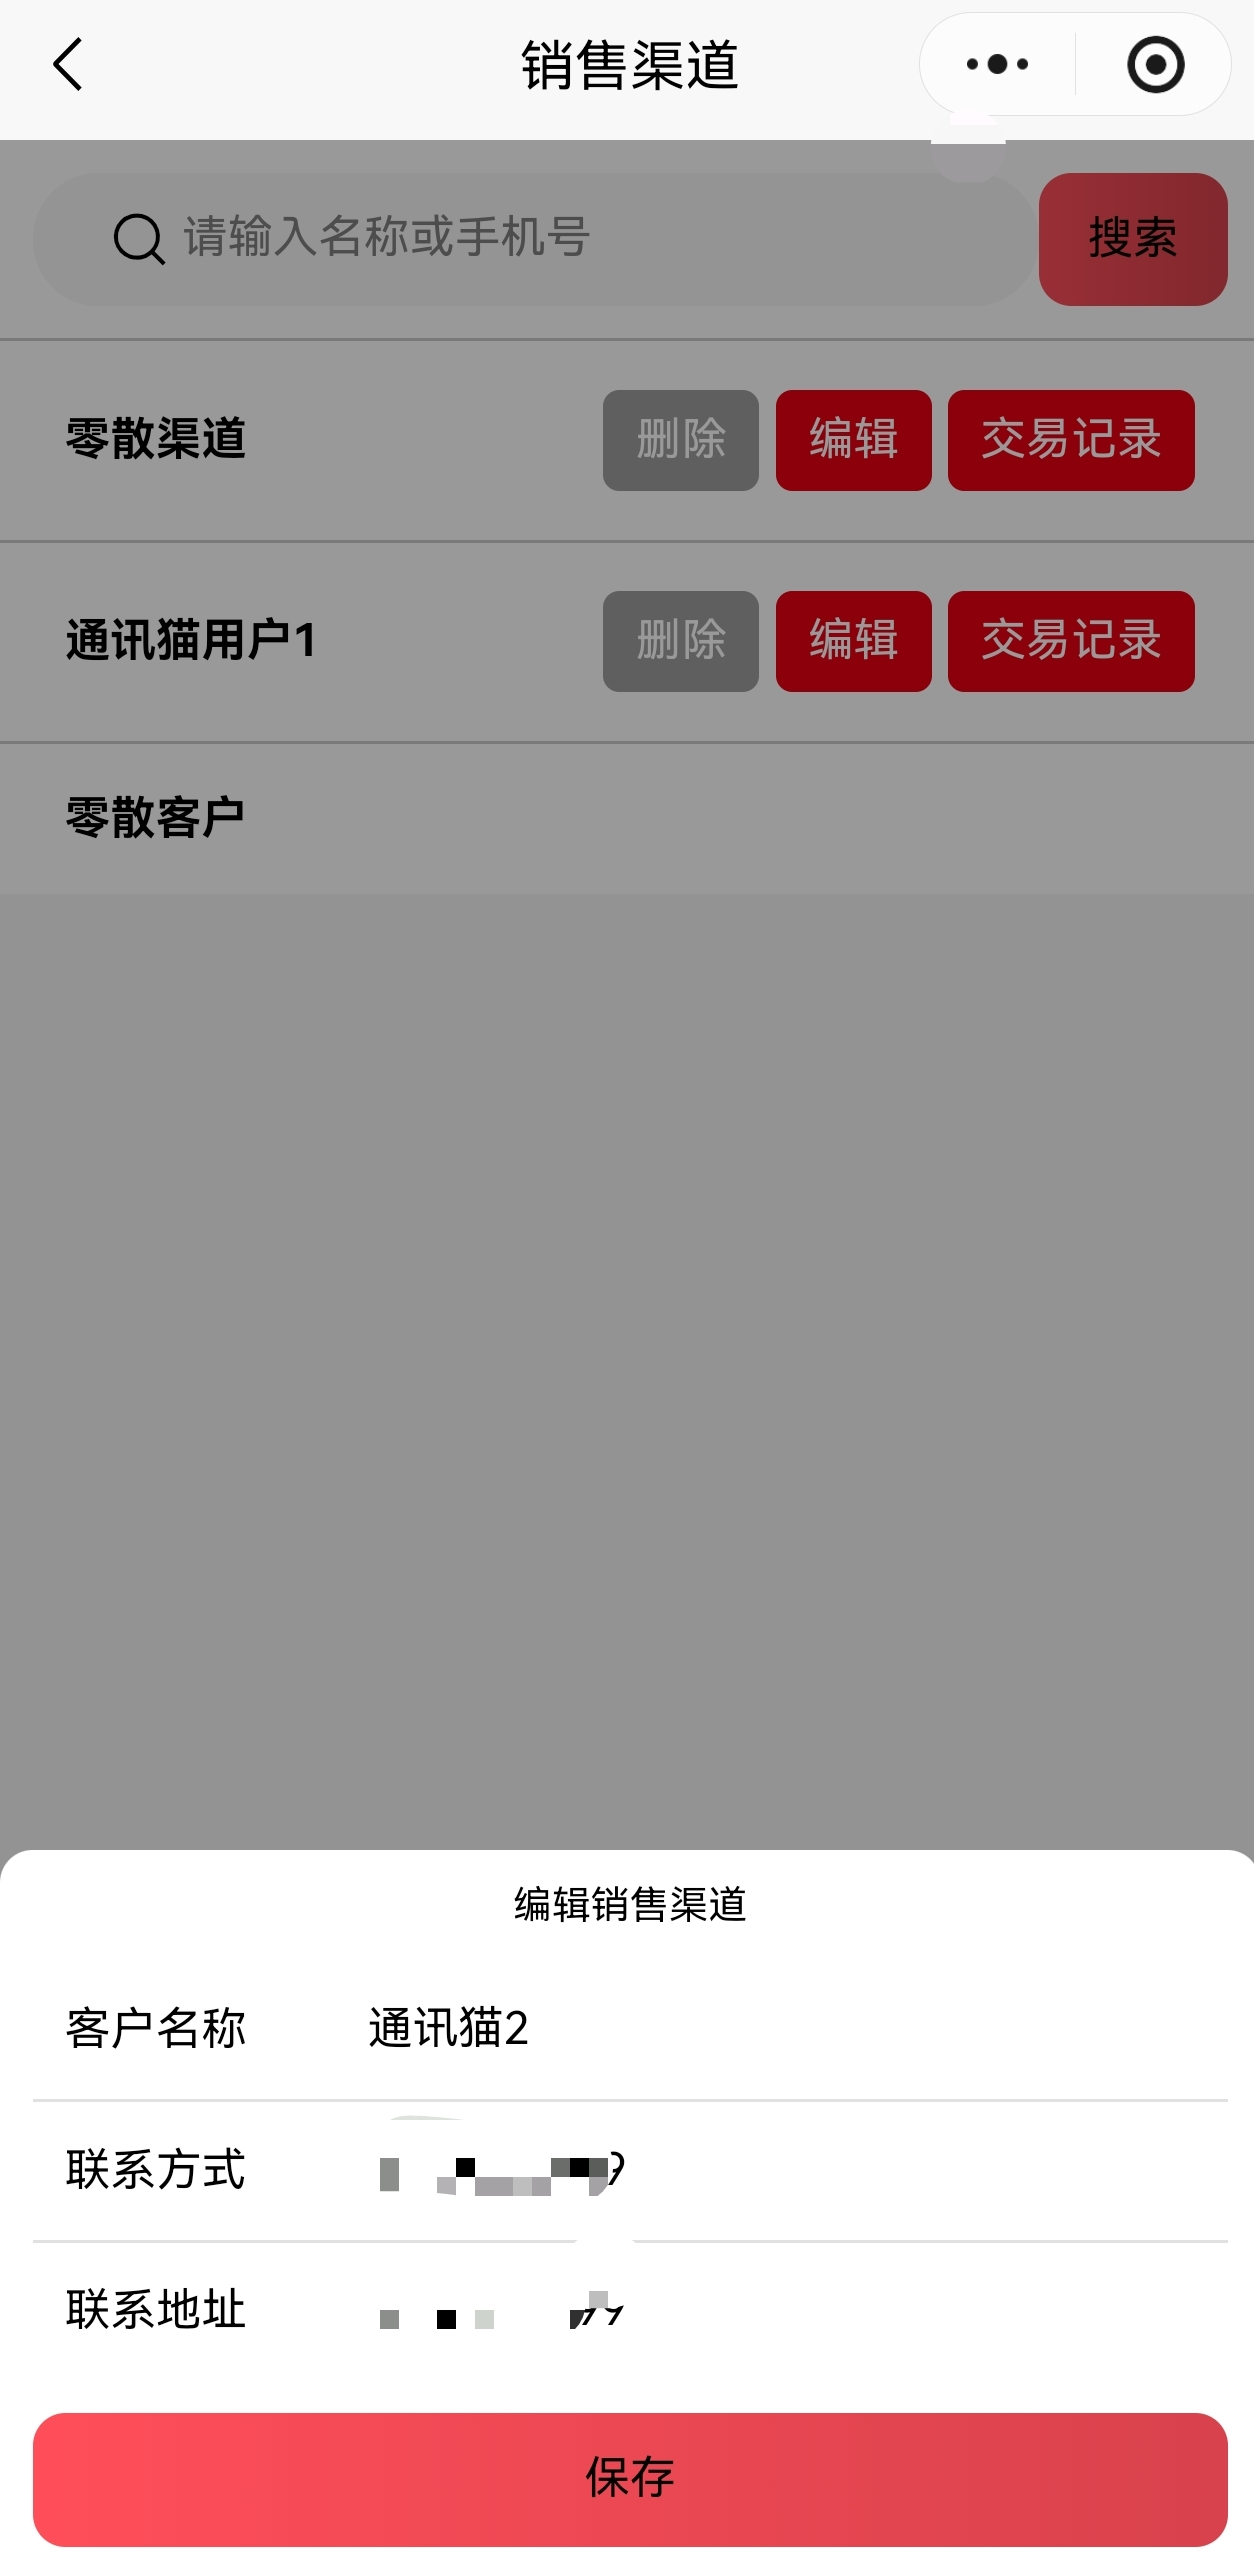 销售渠道
请输入名称或手机号 搜索
零散渠道 删除 编辑 交易记录
通讯猫用户1 删除 编辑 交易记录
零散客户
编辑销售渠道
客户名称 通讯猫2
联系方式
联系地址
保存